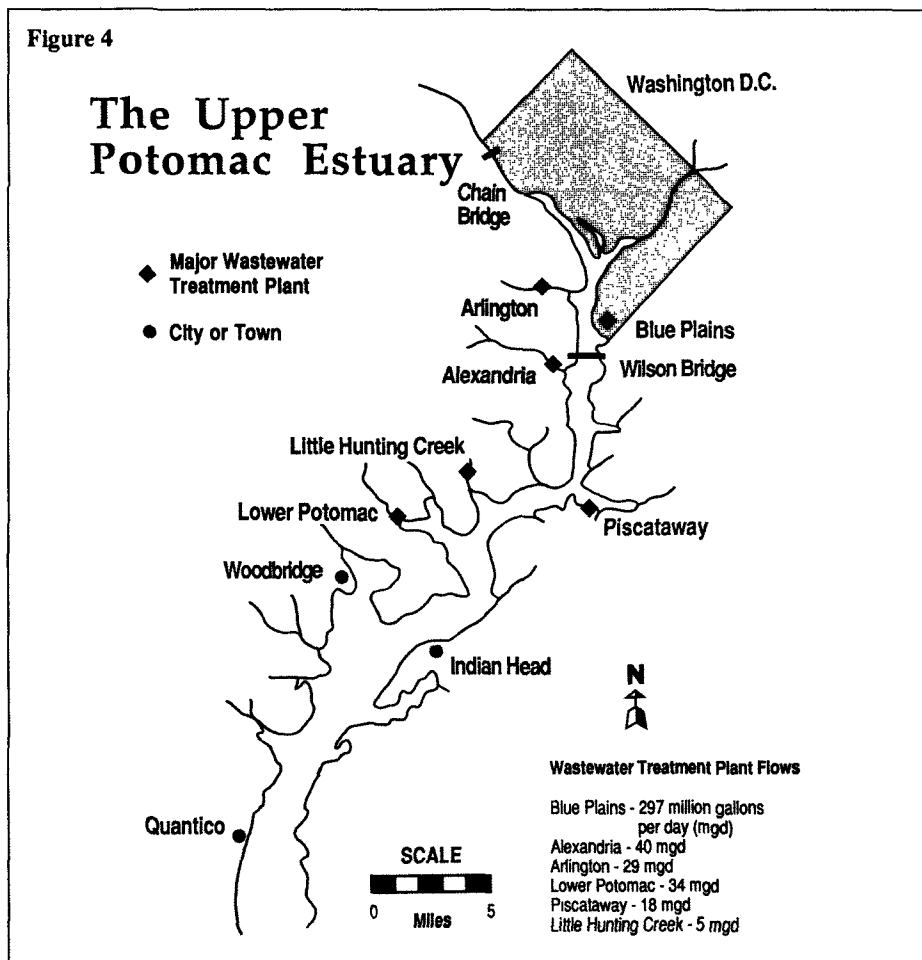 Figure 4
The Upper
Potomac Estuary
Washington D.C.
Chain
Bridge
Major Wastewater
Treatment Plant
City or Town
Arlington
Blue Plains
Alexandria
Wilson Bridge
Little Hunting Creek
Lower Potomac
Piscataway
Woodbridge
Indian Head
N
Quantico
SCALE
0 5
Miles
Wastewater Treatment Plant Flows
Blue Plains - 297 million gallons
per day (mgd)
Alexandria - 40 mgd
Arlington - 29 mgd
Lower Potomac - 34 mgd
Piscataway - 18 mgd
Little Hunting Creek - 5 mgd